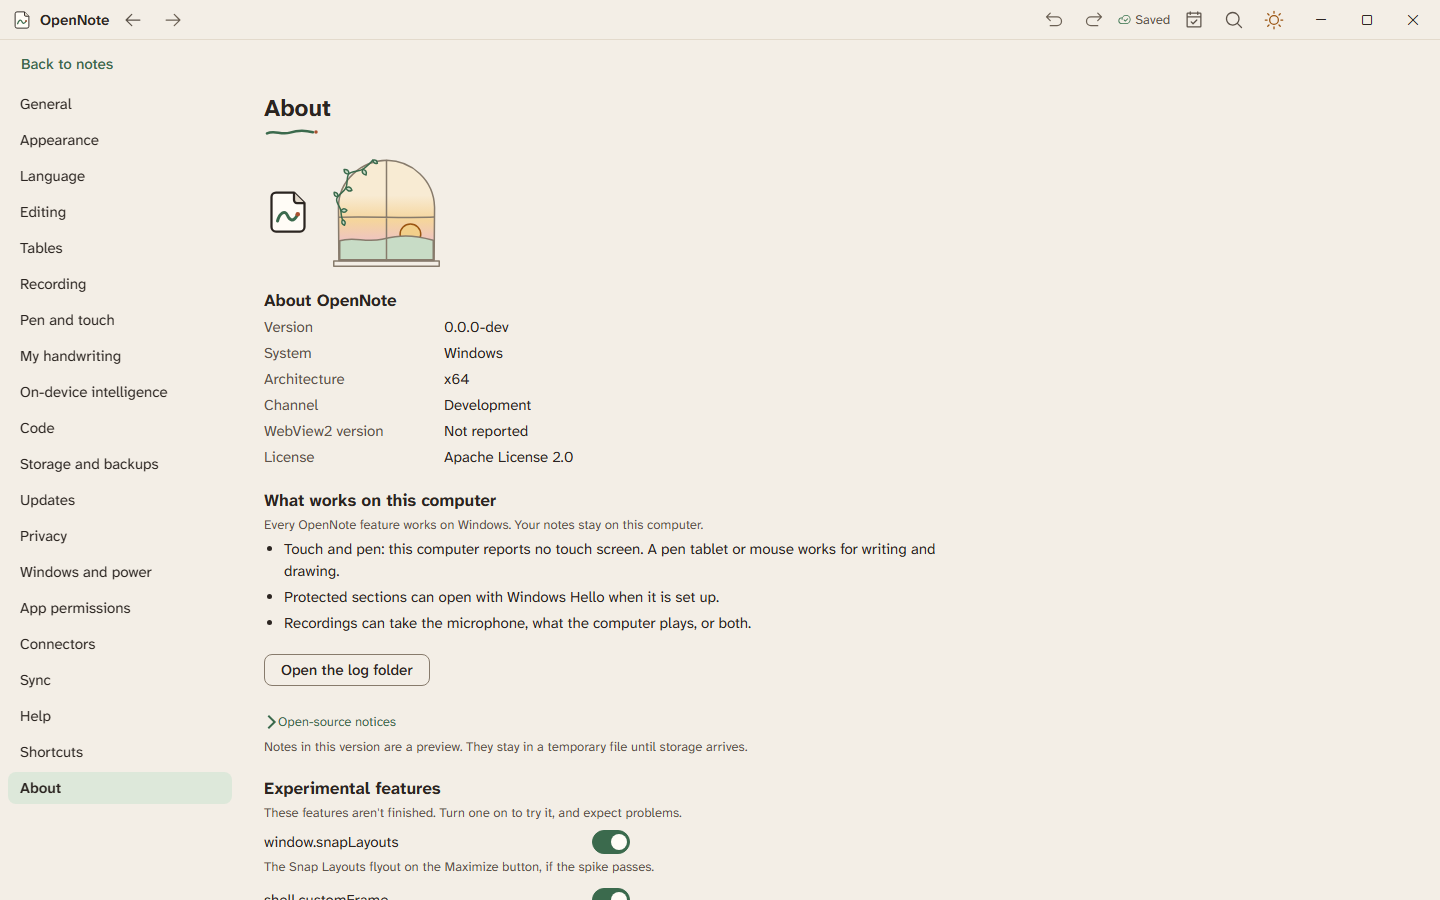 OpenNote
Saved
Back to notes
General
Appearance
Language
Editing
Tables
Recording
Pen and touch
My handwriting
On-device intelligence
Code
Storage and backups
Updates
Privacy
Windows and power
App permissions
Connectors
Sync
Help
Shortcuts
About
About
About OpenNote
Version 0.0.0-dev
System Windows
Architecture x64
Channel Development
WebView2 version Not reported
License Apache License 2.0
What works on this computer
Every OpenNote feature works on Windows. Your notes stay on this computer.
• Touch and pen: this computer reports no touch screen. A pen tablet or mouse works for writing and
drawing.
• Protected sections can open with Windows Hello when it is set up.
• Recordings can take the microphone, what the computer plays, or both.
Open the log folder
Open-source notices
Notes in this version are a preview. They stay in a temporary file until storage arrives.
Experimental features
These features aren't finished. Turn one on to try it, and expect problems.
window.snapLayouts
The Snap Layouts flyout on the Maximize button, if the spike passes.
shell.customFrame